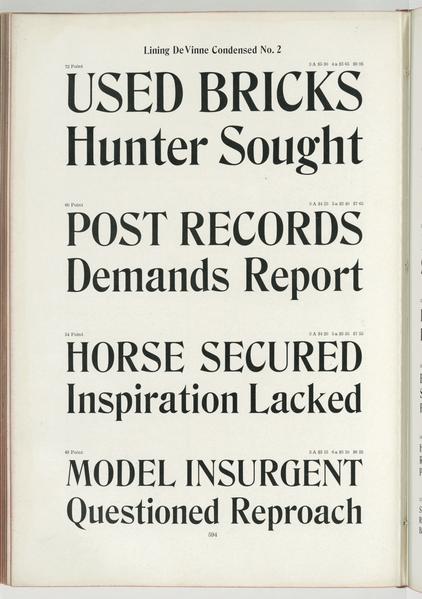 Lining DeVinne Condensed No. 2
72 Point
USED BRICKS
Hunter Sought
60 Point
POST RECORDS
Demands Report
54 Point
HORSE SECURED
Inspiration Lacked
48 Point
MODEL INSURGENT
Questioned Reproach
594